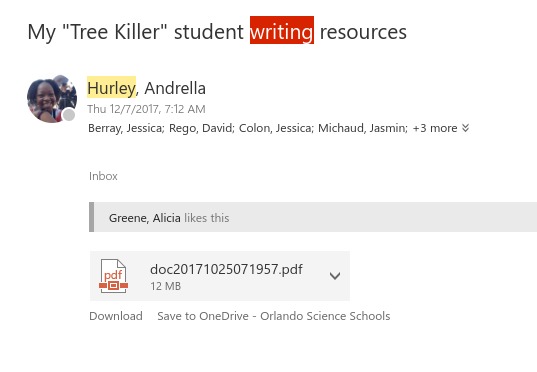 My "Tree Killer" student writing resources
Hurley, Andrella
Thu 12/7/2017, 7:12 AM
Berray, Jessica; Rego, David; Colon, Jessica; Michaud, Jasmin; +3 more
Inbox
Greene, Alicia likes this
pdf
doc20171025071957.pdf
12 MB
Download Save to OneDrive - Orlando Science Schools